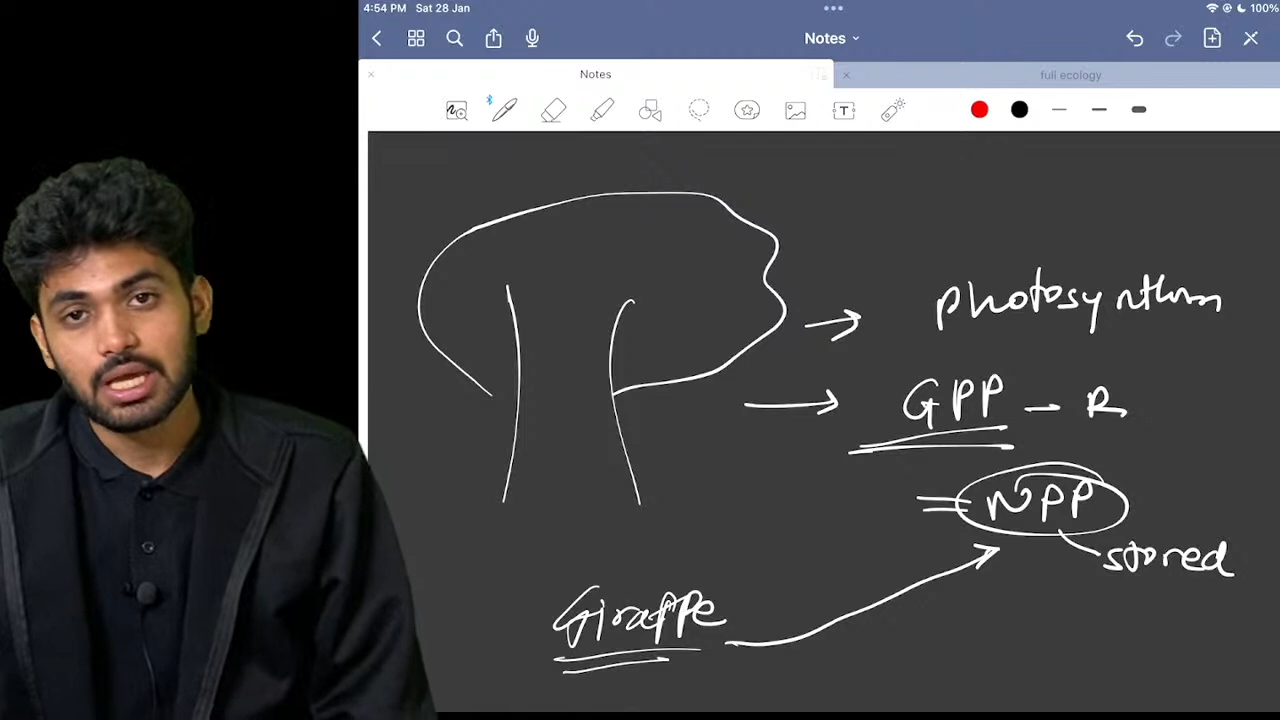 4:54 PM Sat 28 Jan
100%
Notes
Notes
full ecology
T
Photosynthesis
GPP - R
= NPP
stored
Giraffe